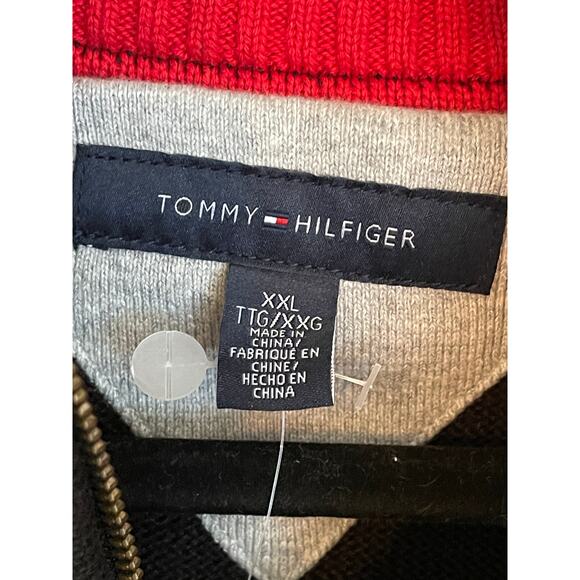 TOMMY HILFIGER
XXL
TTG/XXG
MADE IN
CHINA/
FABRIQUÉ EN
CHINE/
HECHO EN
CHINA